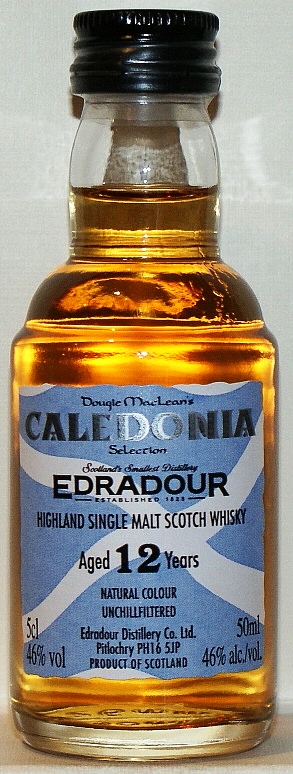 Dougie MacLean's
CALEDONIA
Selection
Scotland's Smallest Distillery
EDRADOUR
ESTABLISHED 1825
HIGHLAND SINGLE MALT SCOTCH WHISKY
Aged 12 Years
NATURAL COLOUR
UNCHILLFILTERED
5cl 50ml
Edradour Distillery Co. Ltd.
46% vol Pitlochry PH16 5JP 46% alc./vol.
PRODUCT OF SCOTLAND